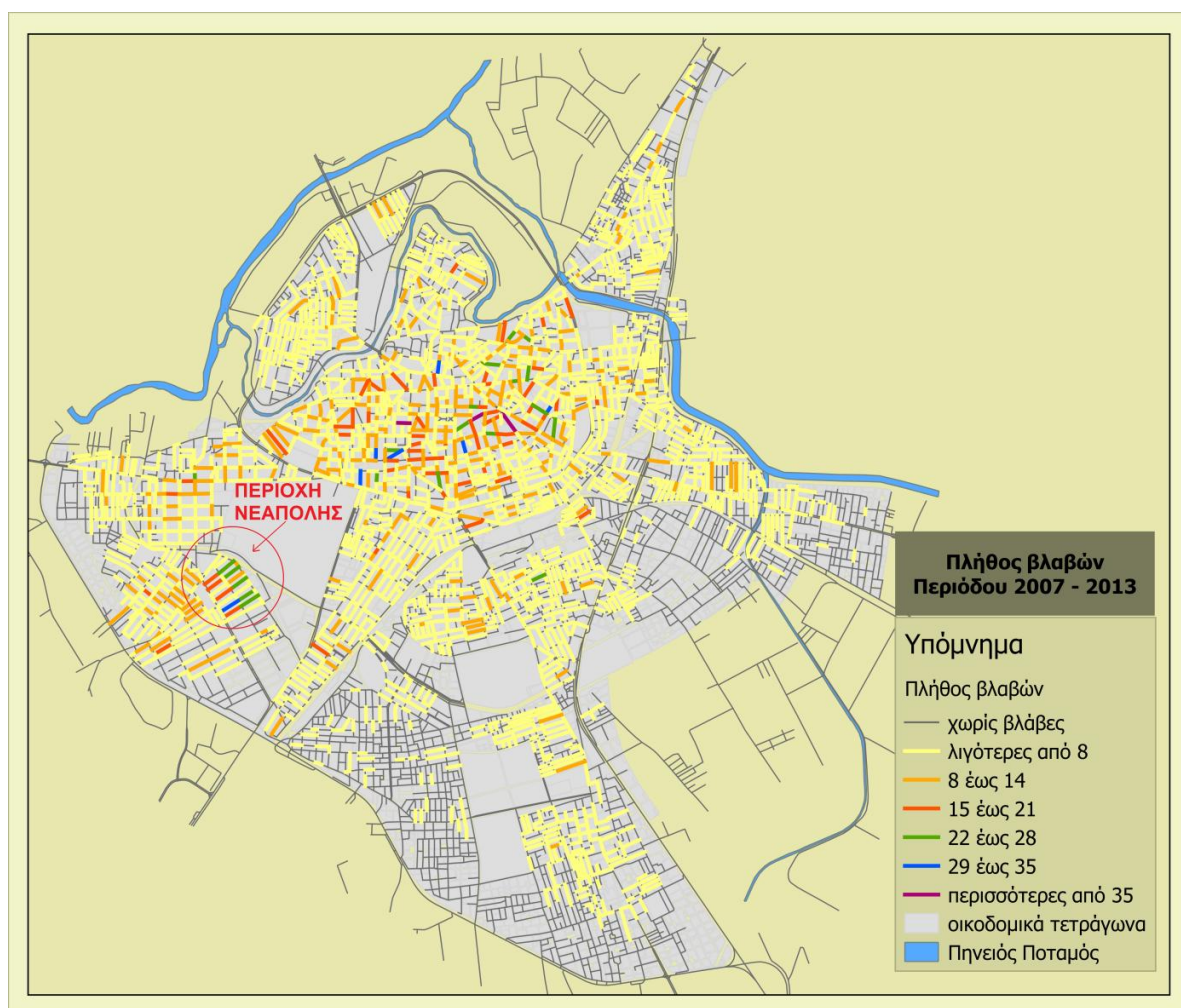 ΠΕΡΙΟΧΗ
ΝΕΑΠΟΛΗΣ
Πλήθος βλαβών
Περιόδου 2007 - 2013
Υπόμνημα
Πλήθος βλαβών
χωρίς βλάβες
λιγότερες από 8
8 έως 14
15 έως 21
22 έως 28
29 έως 35
περισσότερες από 35
οικοδομικά τετράγωνα
Πηνειός Ποταμός